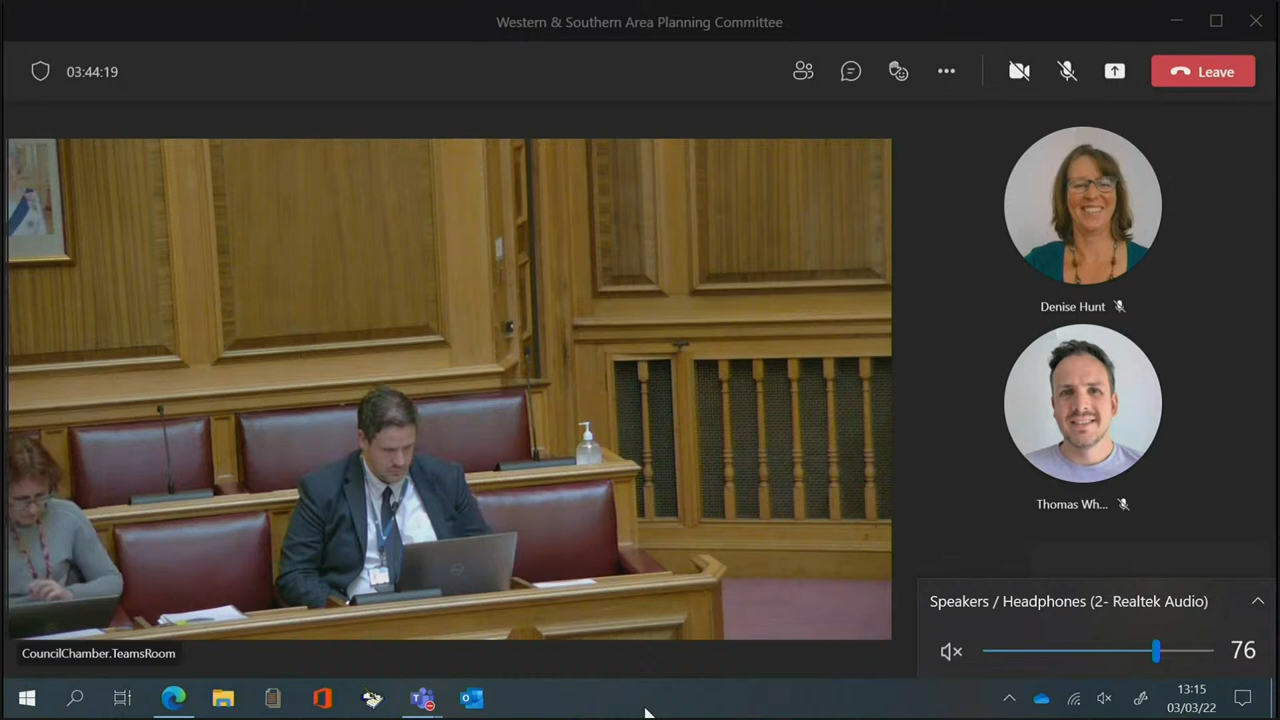 Western & Southern Area Planning Committee
03:44:19
Leave
Denise Hunt
Thomas Wh...
Speakers / Headphones (2- Realtek Audio)
76
CouncilChamber.TeamsRoom
13:15
03/03/22